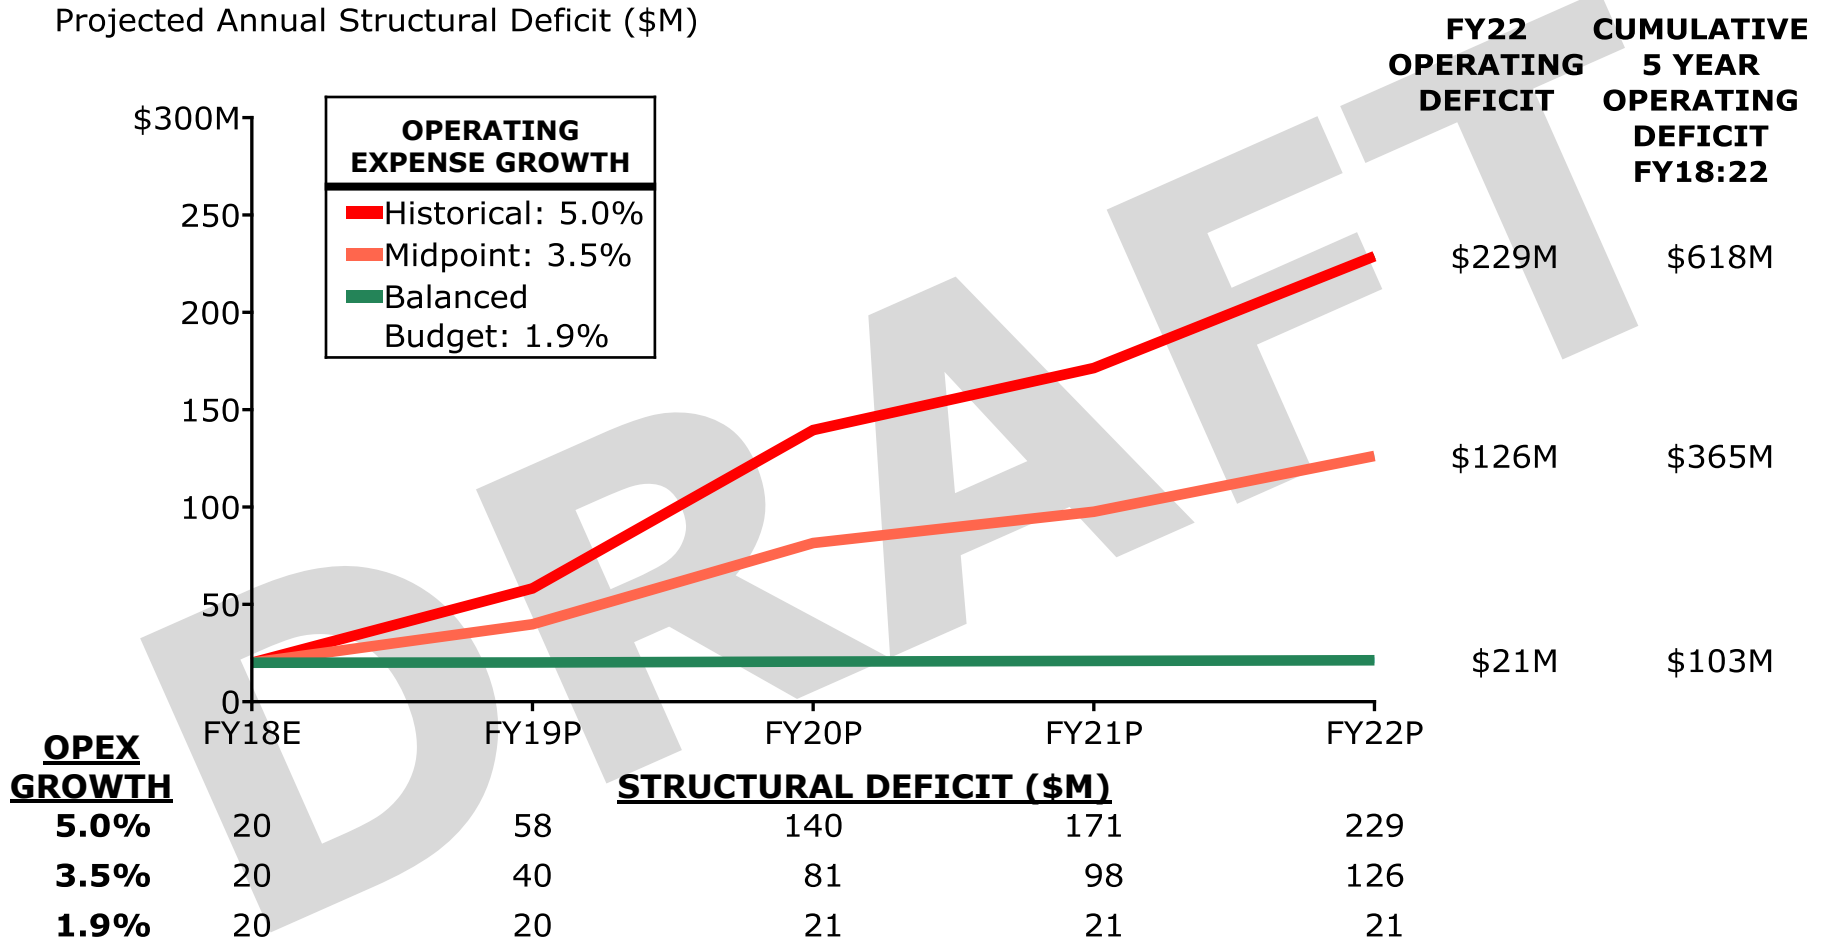 Projected Annual Structural Deficit ($M)
FY22
OPERATING
DEFICIT
CUMULATIVE
5 YEAR
OPERATING
DEFICIT
FY18:22
OPERATING
EXPENSE GROWTH
Historical: 5.0%
Midpoint: 3.5%
Balanced
Budget: 1.9%
$300M
250
200
150
100
50
0
$229M $618M
$126M $365M
$21M $103M
FY18E FY19P FY20P FY21P FY22P
OPEX
GROWTH
STRUCTURAL DEFICIT ($M)
5.0% 20 58 140 171 229
3.5% 20 40 81 98 126
1.9% 20 20 21 21 21
DRAFT